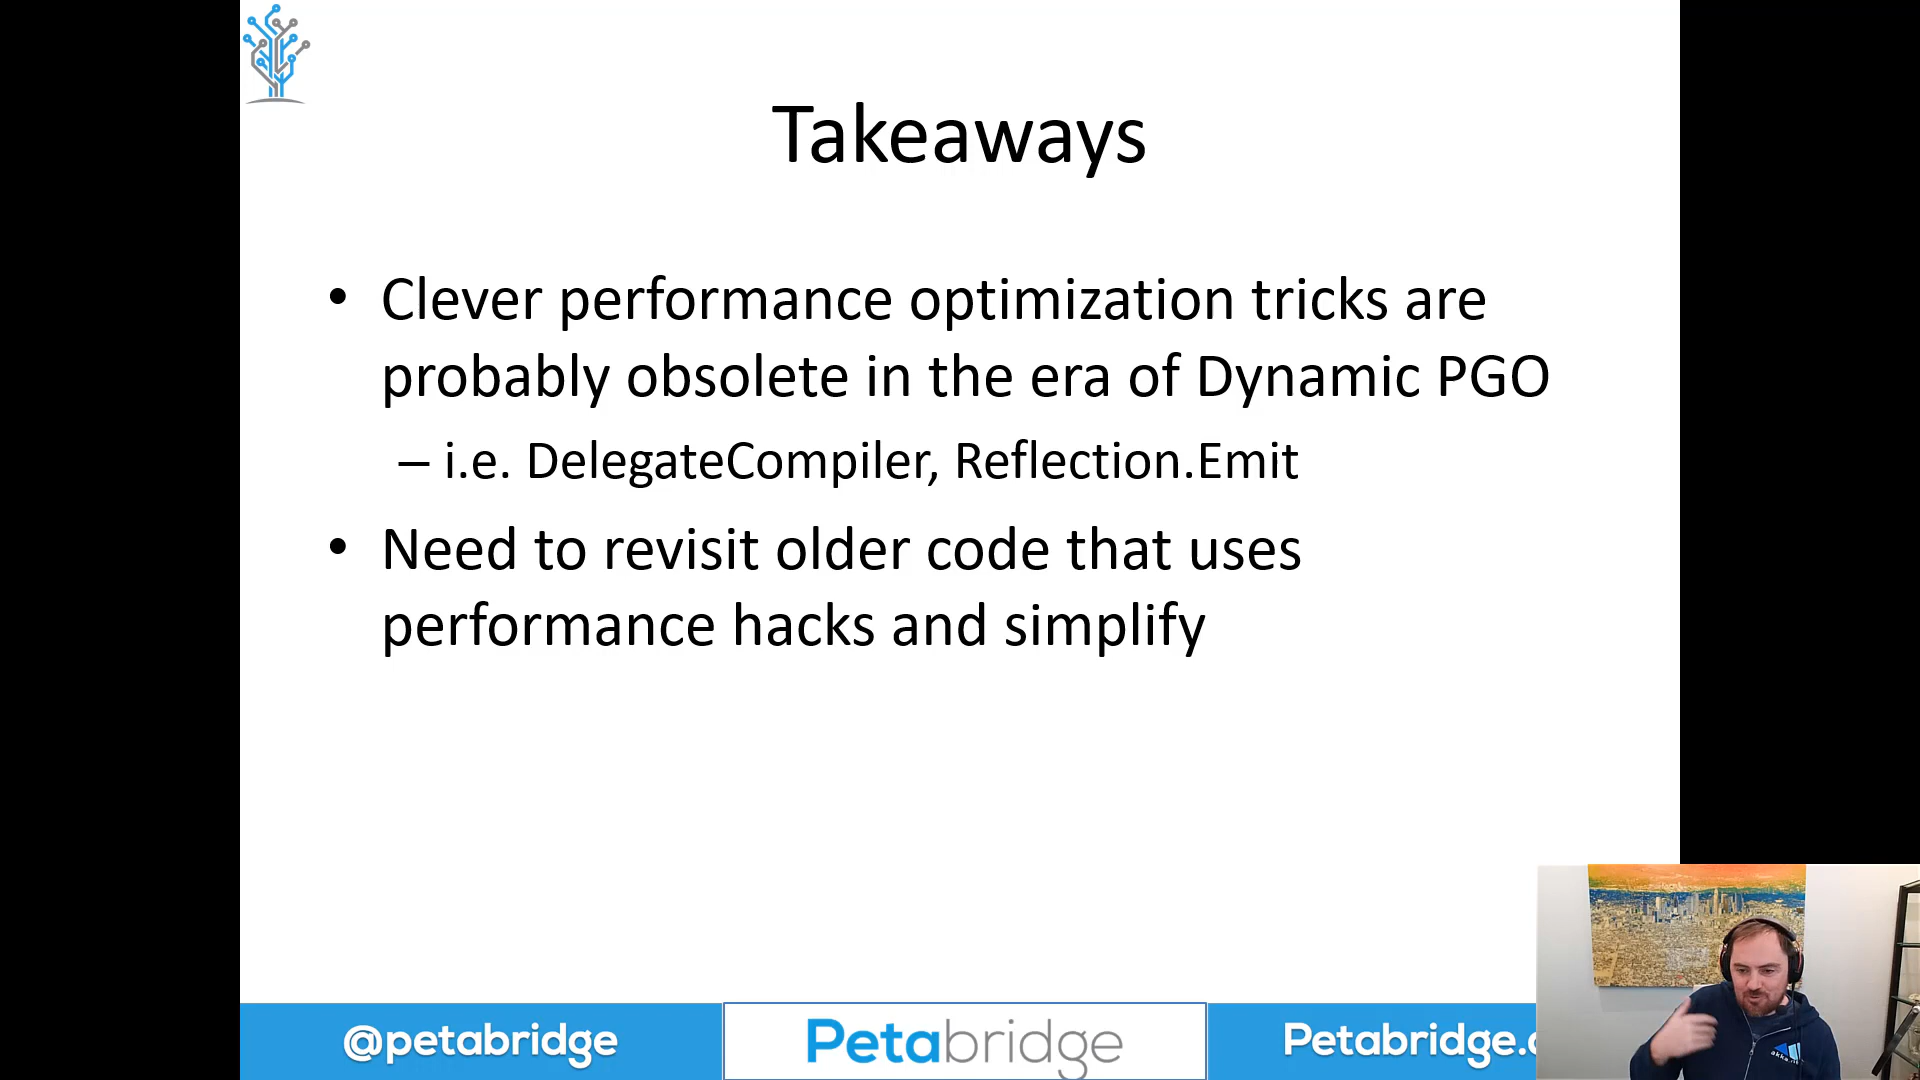 Takeaways
• Clever performance optimization tricks are
probably obsolete in the era of Dynamic PGO
– i.e. DelegateCompiler, Reflection.Emit
• Need to revisit older code that uses
performance hacks and simplify
@petabridge
Petabridge
Petabridge.